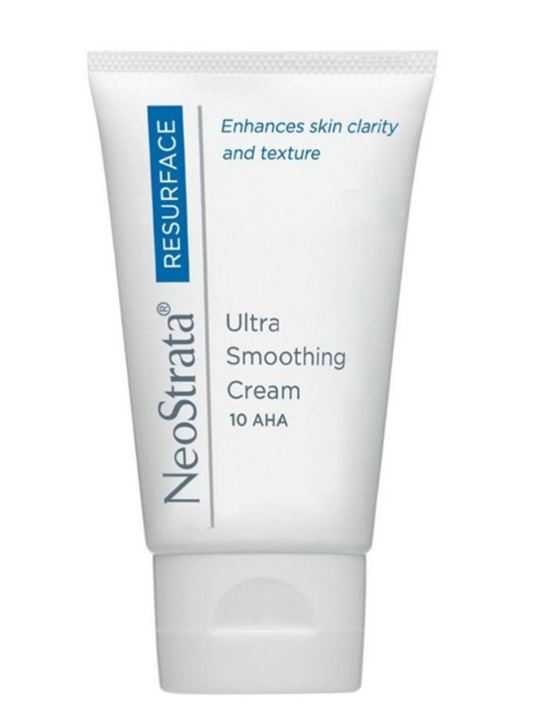 Enhances skin clarity
and texture
RESURFACE
NeoStrata®
Ultra
Smoothing
Cream
10 AHA